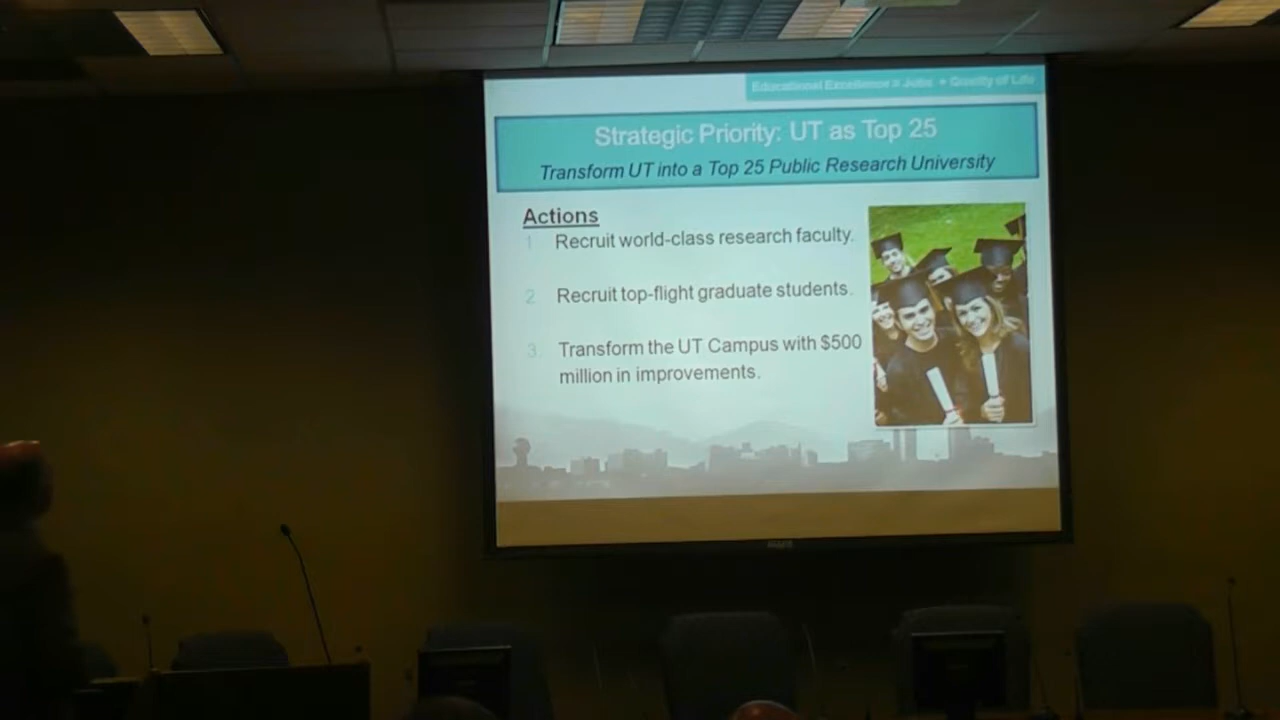 Educational Excellence = Jobs + Quality of Life
Strategic Priority: UT as Top 25
Transform UT into a Top 25 Public Research University
Actions
1 Recruit world-class research faculty.
2. Recruit top-flight graduate students.
3. Transform the UT Campus with $500
million in improvements.